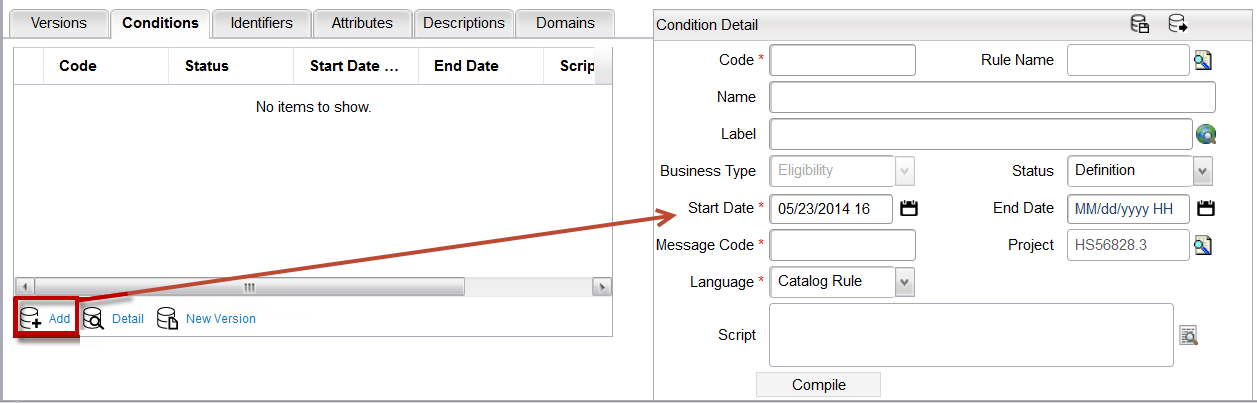 Versions Conditions Identifiers Attributes Descriptions Domains
Code Status Start Date ... End Date Scrip
No items to show.
Add Detail New Version
Condition Detail
Code * Rule Name
Name
Label
Business Type Eligibility Status Definition
Start Date * 05/23/2014 16 End Date MM/dd/yyyy HH
Message Code * Project HS56828.3
Language * Catalog Rule
Script
Compile